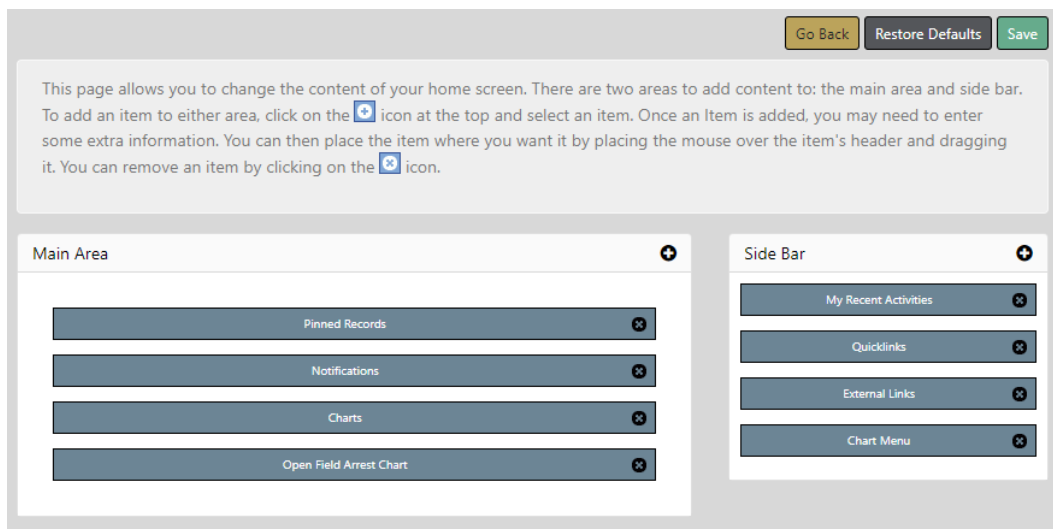 Go Back Restore Defaults Save
This page allows you to change the content of your home screen. There are two areas to add content to: the main area and side bar.
To add an item to either area, click on the icon at the top and select an item. Once an Item is added, you may need to enter
some extra information. You can then place the item where you want it by placing the mouse over the item's header and dragging
it. You can remove an item by clicking on the icon.
Main Area
Pinned Records
Notifications
Charts
Open Field Arrest Chart
Side Bar
My Recent Activities
Quicklinks
External Links
Chart Menu